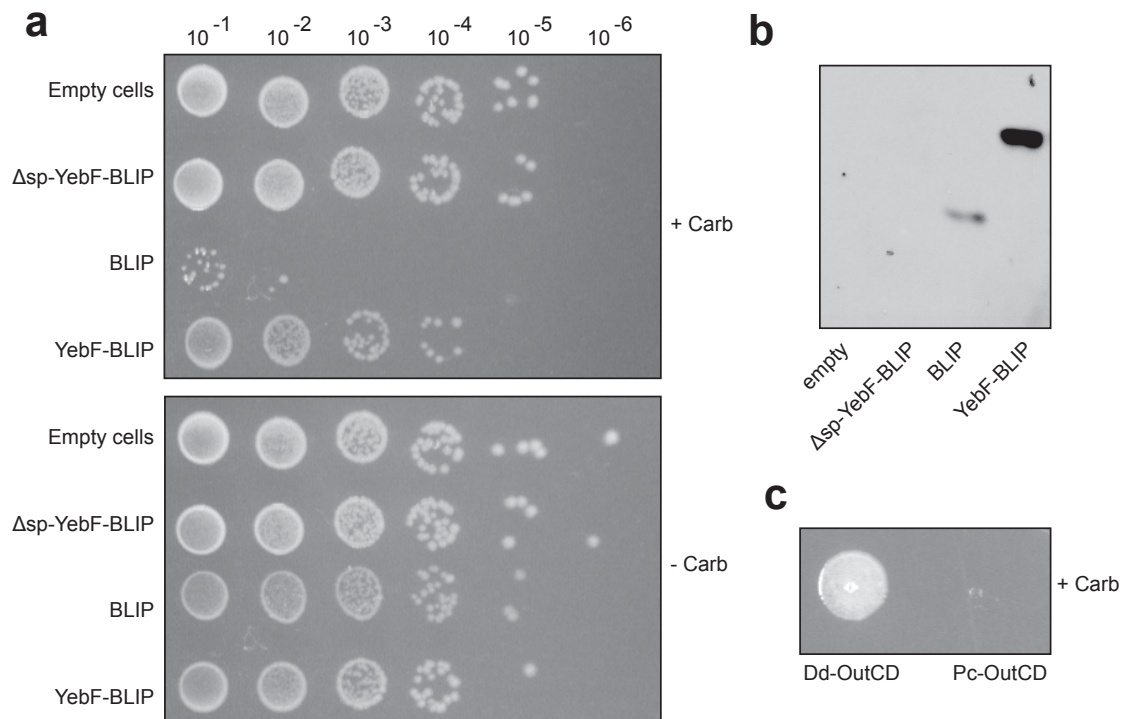 a
10-1 10-2 10-3 10-4 10-5 10-6
Empty cells
Δsp-YebF-BLIP
BLIP
YebF-BLIP
+ Carb
Empty cells
Δsp-YebF-BLIP
BLIP
YebF-BLIP
- Carb
b
empty
Δsp-YebF-BLIP
BLIP
YebF-BLIP
c
+ Carb
Dd-OutCD Pc-OutCD